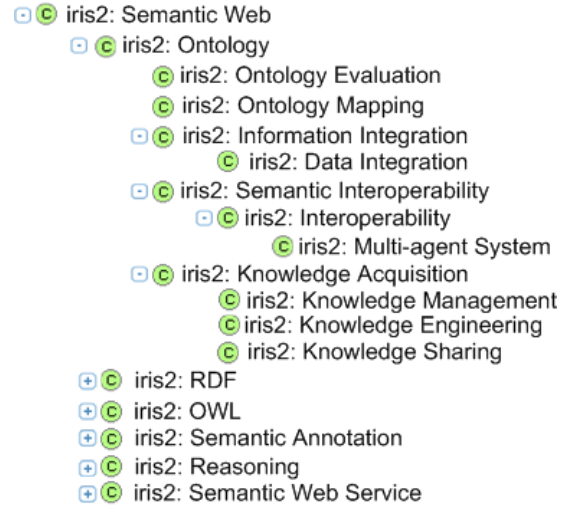 C iris2: Semantic Web
C iris2: Ontology
C iris2: Ontology Evaluation
C iris2: Ontology Mapping
C iris2: Information Integration
C iris2: Data Integration
C iris2: Semantic Interoperability
C iris2: Interoperability
C iris2: Multi-agent System
C iris2: Knowledge Acquisition
C iris2: Knowledge Management
C iris2: Knowledge Engineering
C iris2: Knowledge Sharing
C iris2: RDF
C iris2: OWL
C iris2: Semantic Annotation
C iris2: Reasoning
C iris2: Semantic Web Service